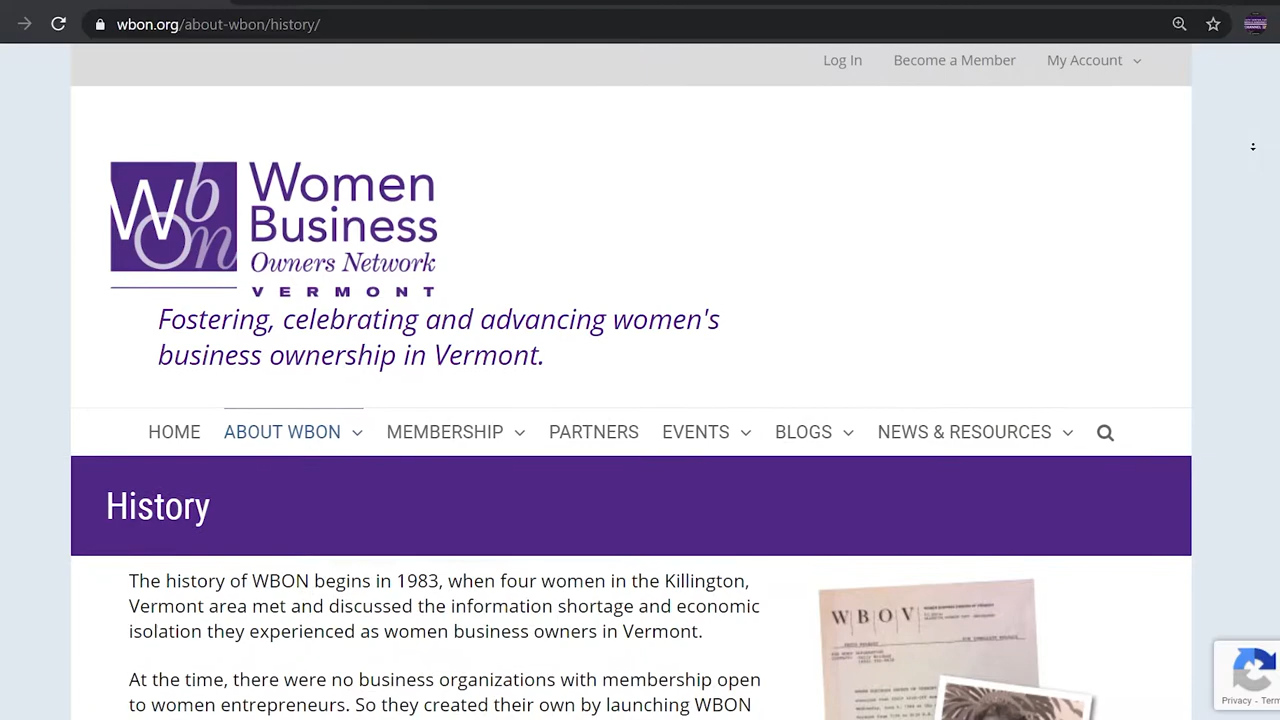 wbon.org/about-wbon/history/
Log In Become a Member My Account
Wbon
Women
Business
Owners Network
VERMONT
Fostering, celebrating and advancing women's
business ownership in Vermont.
HOME ABOUT WBON MEMBERSHIP PARTNERS EVENTS BLOGS NEWS & RESOURCES
History
The history of WBON begins in 1983, when four women in the Killington,
Vermont area met and discussed the information shortage and economic
isolation they experienced as women business owners in Vermont.
At the time, there were no business organizations with membership open
to women entrepreneurs. So they created their own by launching WBON
WBOV
Privacy - Term